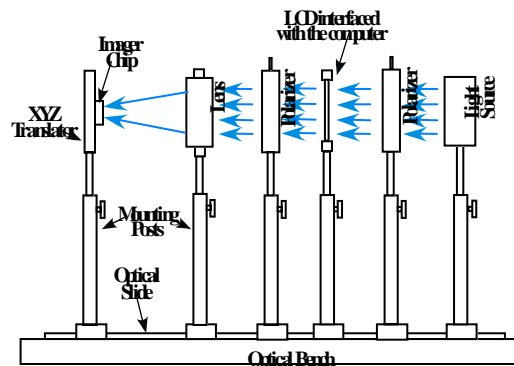 LCD interfaced
with the computer
Imager
Chip
Lens
Polarizer
Polarizer
Light
Source
XYZ
Translator
Mounting
Posts
Optical
Slide
Optical Bench